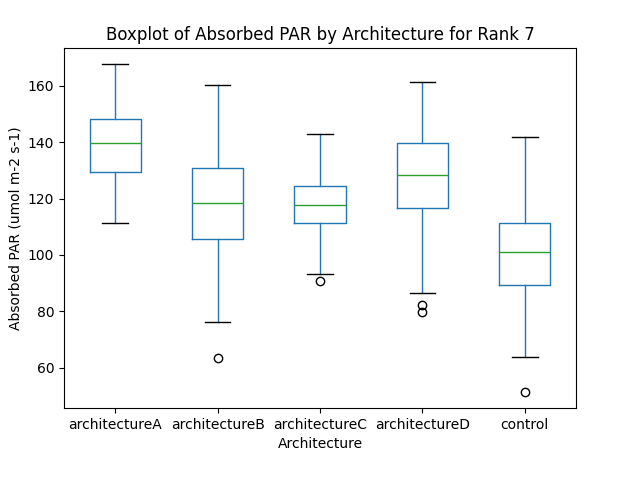 Boxplot of Absorbed PAR by Architecture for Rank 7
Absorbed PAR (umol m-2 s-1)
160
140
120
100
80
60
architectureA architectureB architectureC architectureD control
Architecture